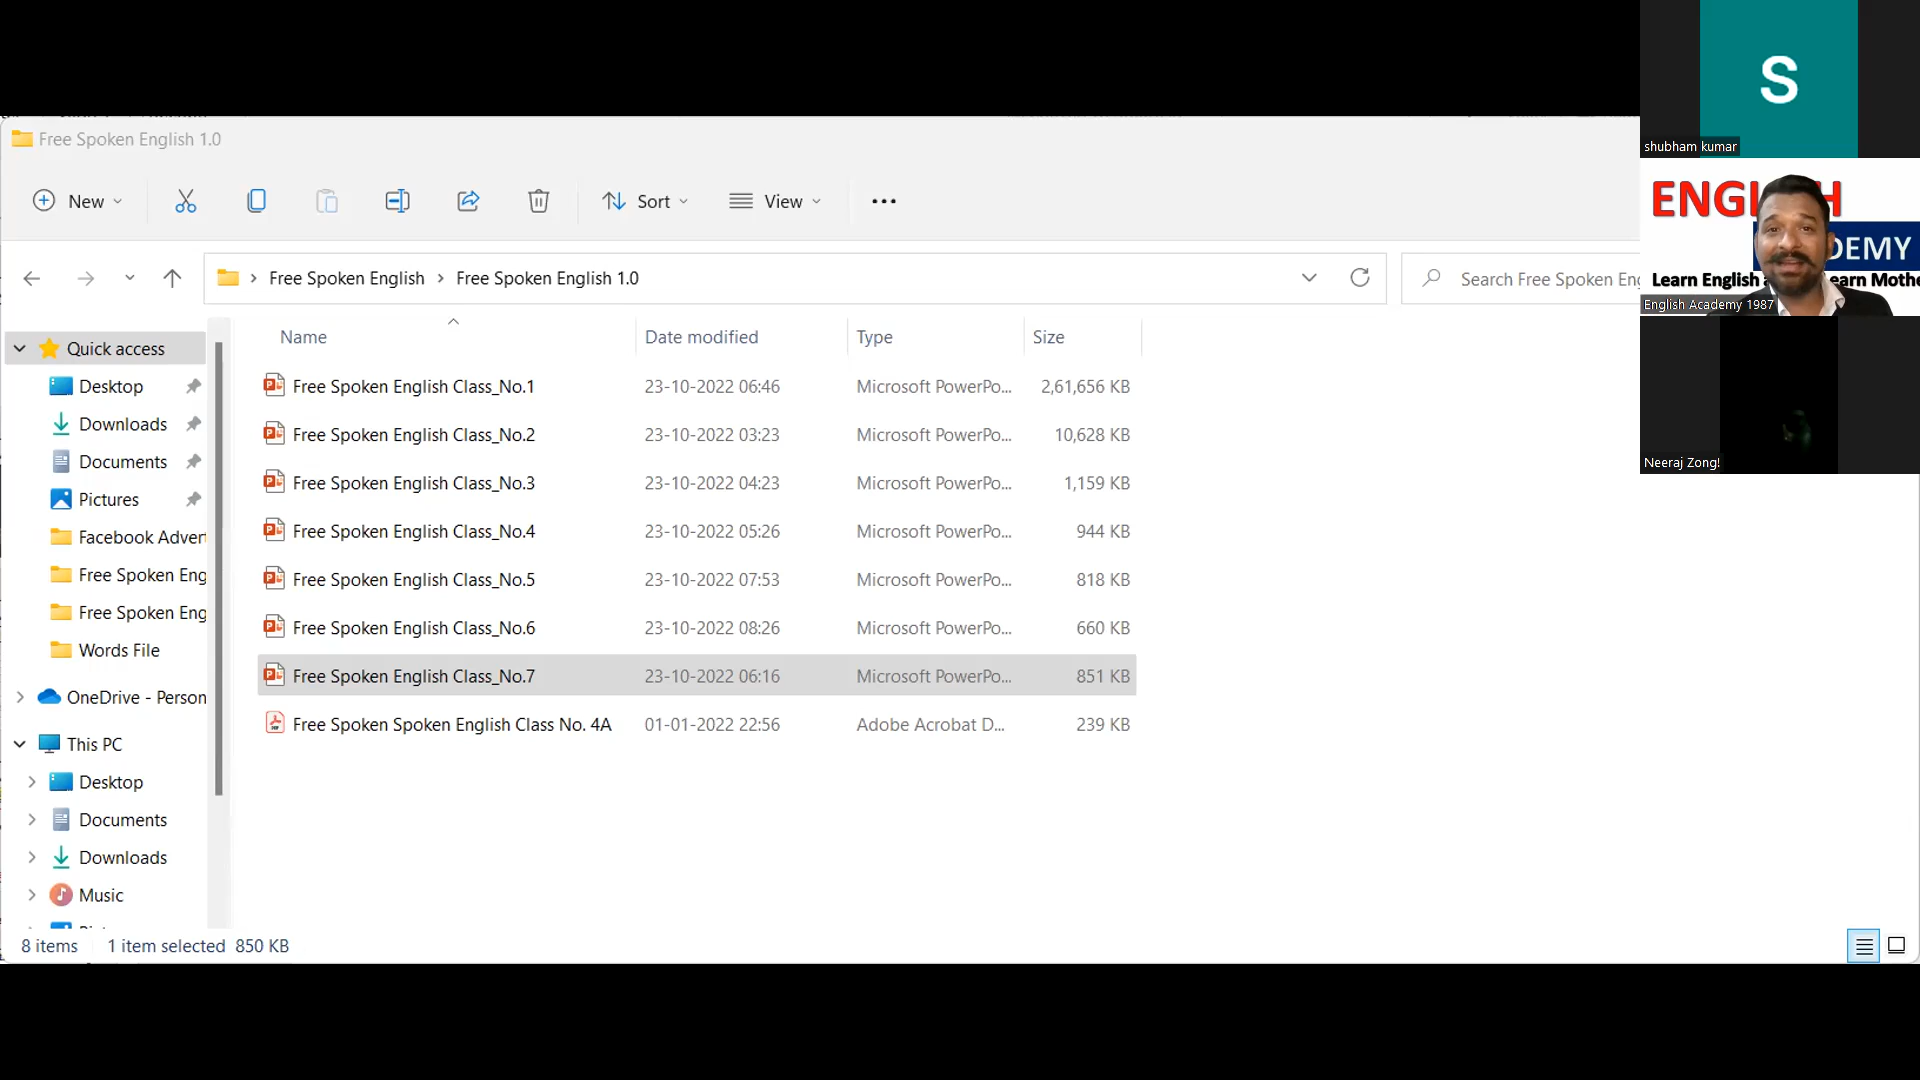 Free Spoken English 1.0
New
Sort
View
Free Spoken English > Free Spoken English 1.0
Search Free Spoken Eng
Name Date modified Type Size
Free Spoken English Class_No.1 23-10-2022 06:46 Microsoft PowerPo... 2,61,656 KB
Free Spoken English Class_No.2 23-10-2022 03:23 Microsoft PowerPo... 10,628 KB
Free Spoken English Class_No.3 23-10-2022 04:23 Microsoft PowerPo... 1,159 KB
Free Spoken English Class_No.4 23-10-2022 05:26 Microsoft PowerPo... 944 KB
Free Spoken English Class_No.5 23-10-2022 07:53 Microsoft PowerPo... 818 KB
Free Spoken English Class_No.6 23-10-2022 08:26 Microsoft PowerPo... 660 KB
Free Spoken English Class_No.7 23-10-2022 06:16 Microsoft PowerPo... 851 KB
Free Spoken Spoken English Class No. 4A 01-01-2022 22:56 Adobe Acrobat D... 239 KB
Quick access
Desktop
Downloads
Documents
Pictures
Facebook Advert
Free Spoken Eng
Free Spoken Eng
Words File
OneDrive - Person
This PC
Desktop
Documents
Downloads
Music
8 items 1 item selected 850 KB
S
shubham kumar
ENGL H
DEMY
Learn English a earn Mothe
English Academy 1987
Neeraj Zong!